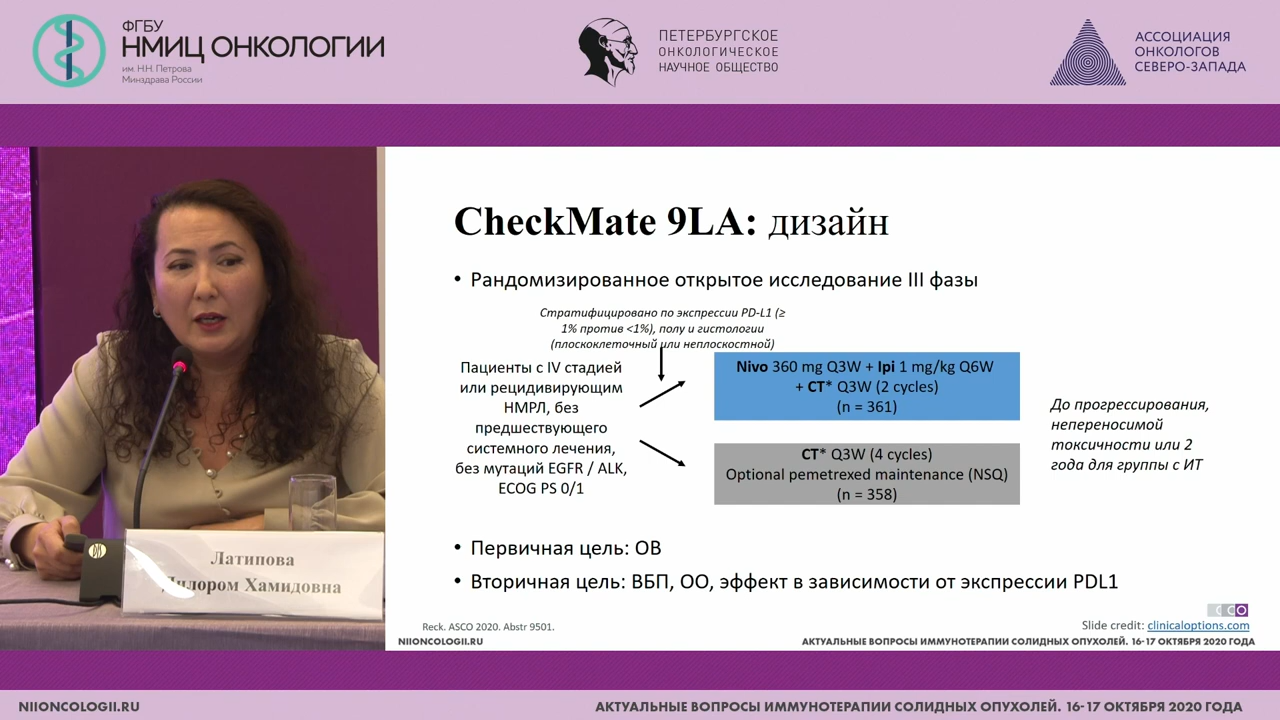 ФГБУ
НМИЦ ОНКОЛОГИИ
им. Н.Н. Петрова
Минздрава России
ПЕТЕРБУРГСКОЕ
ОНКОЛОГИЧЕСКОЕ
НАУЧНОЕ ОБЩЕСТВО
АССОЦИАЦИЯ
ОНКОЛОГОВ
СЕВЕРО-ЗАПАДА
CheckMate 9LA: дизайн
• Рандомизированное открытое исследование III фазы
Стратифицировано по экспрессии PD-L1 (≥
1% против <1%), полу и гистологии
(плоскоклеточный или неплоскостной)
Пациенты с IV стадией
или рецидивирующим
НМРЛ, без
предшествующего
системного лечения,
без мутаций EGFR / ALK,
ECOG PS 0/1
Nivo 360 mg Q3W + Ipi 1 mg/kg Q6W
+ CT* Q3W (2 cycles)
(n = 361)
CT* Q3W (4 cycles)
Optional pemetrexed maintenance (NSQ)
(n = 358)
До прогрессирования,
непереносимой
токсичности или 2
года для группы с ИТ
• Первичная цель: ОВ
• Вторичная цель: ВБП, ОО, эффект в зависимости от экспрессии PDL1
Reck. ASCO 2020. Abstr 9501.
CCO
Slide credit: clinicaloptions.com
NIIONCOLOGII.RU
АКТУАЛЬНЫЕ ВОПРОСЫ ИММУНОТЕРАПИИ СОЛИДНЫХ ОПУХОЛЕЙ. 16-17 ОКТЯБРЯ 2020 ГОДА
Латипова
Дилором Хамидовна
NIIONCOLOGII.RU
АКТУАЛЬНЫЕ ВОПРОСЫ ИММУНОТЕРАПИИ СОЛИДНЫХ ОПУХОЛЕЙ. 16-17 ОКТЯБРЯ 2020 ГОДА